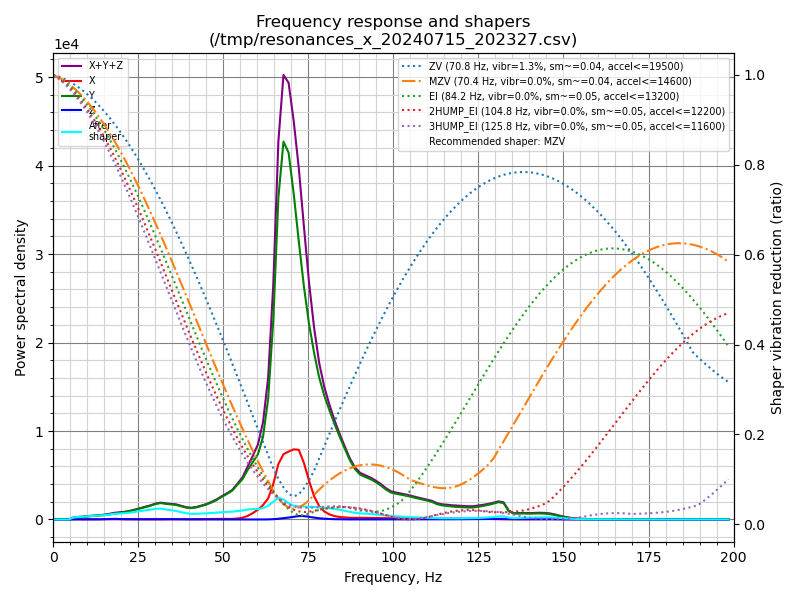 Frequency response and shapers
(/tmp/resonances_x_20240715_202327.csv)
1e4
X+Y+Z
X
Y
Z
After
shaper
ZV (70.8 Hz, vibr=1.3%, sm~=0.04, accel<=19500)
MZV (70.4 Hz, vibr=0.0%, sm~=0.04, accel<=14600)
EI (84.2 Hz, vibr=0.0%, sm~=0.05, accel<=13200)
2HUMP_EI (104.8 Hz, vibr=0.0%, sm~=0.05, accel<=12200)
3HUMP_EI (125.8 Hz, vibr=0.0%, sm~=0.05, accel<=11600)
Recommended shaper: MZV
5
4
3
2
1
0
Power spectral density
1.0
0.8
0.6
0.4
0.2
0.0
Shaper vibration reduction (ratio)
0 25 50 75 100 125 150 175 200
Frequency, Hz